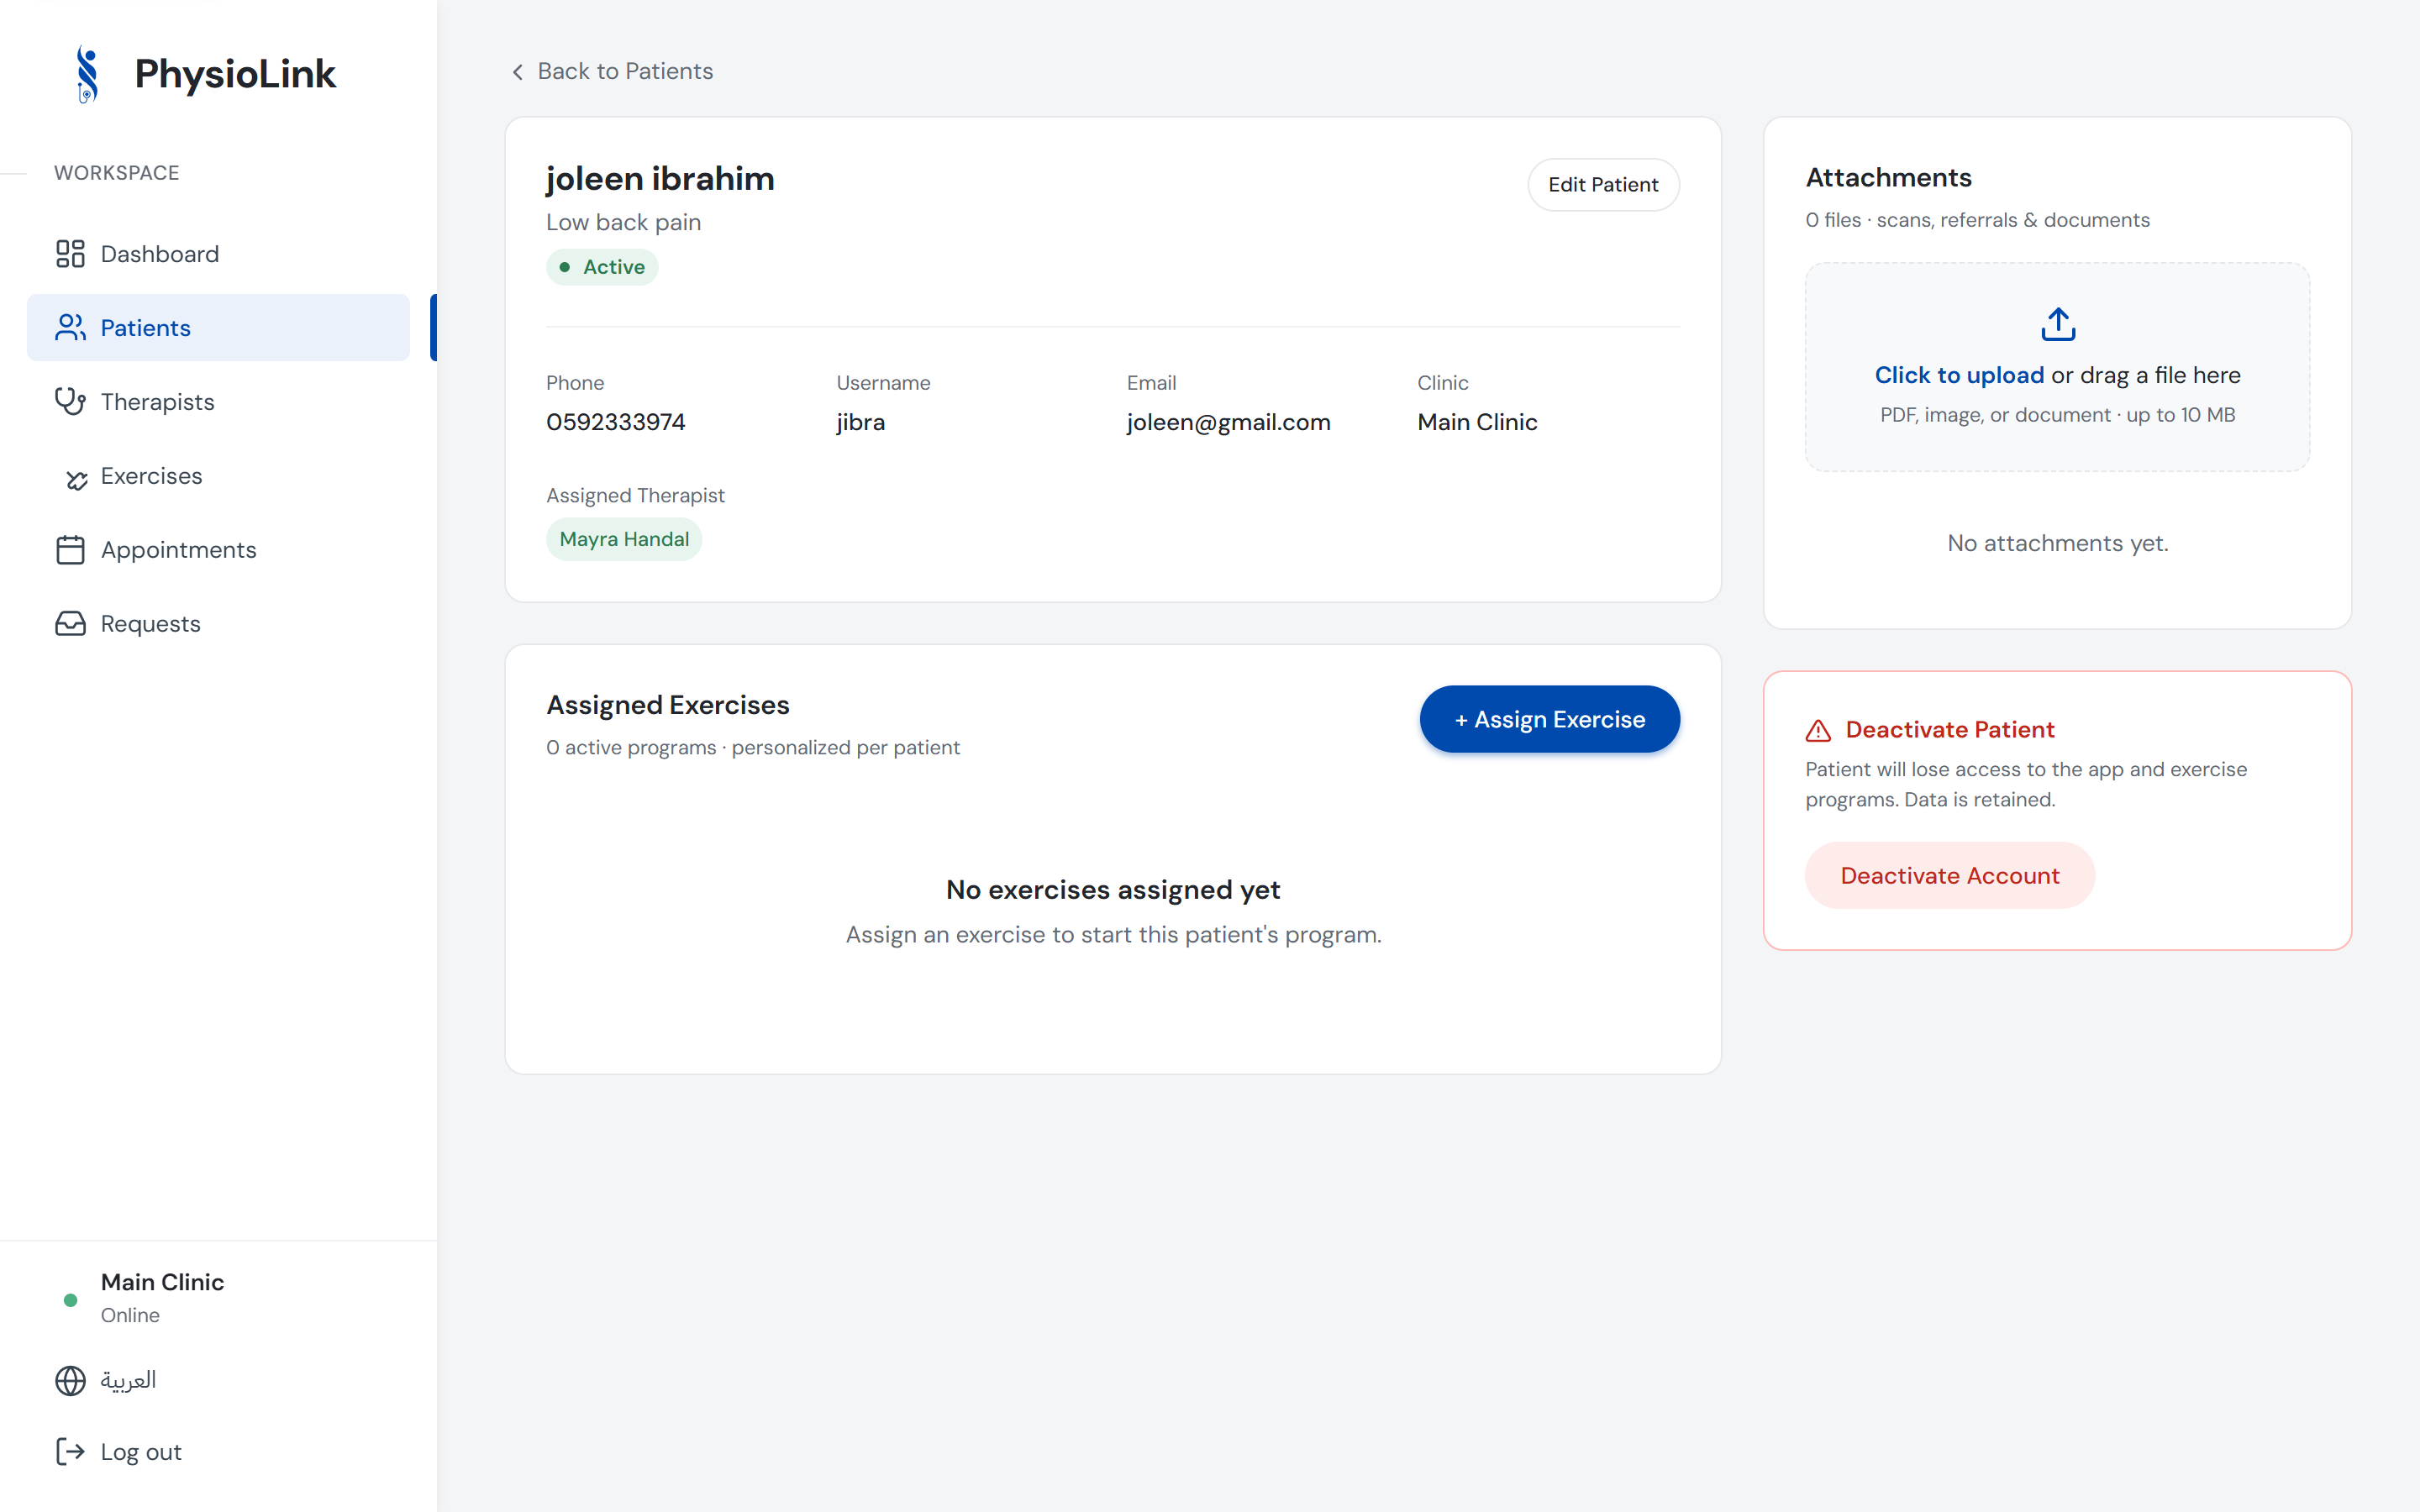 PhysioLink
WORKSPACE
Dashboard
Patients
Therapists
Exercises
Appointments
Requests
Main Clinic
Online
العربية
Log out
Back to Patients
joleen ibrahim
Edit Patient
Low back pain
Active
Phone
0592333974
Username
jibra
Email
joleen@gmail.com
Clinic
Main Clinic
Assigned Therapist
Mayra Handal
Assigned Exercises
0 active programs · personalized per patient
+ Assign Exercise
No exercises assigned yet
Assign an exercise to start this patient's program.
Attachments
0 files · scans, referrals & documents
Click to upload or drag a file here
PDF, image, or document · up to 10 MB
No attachments yet.
Deactivate Patient
Patient will lose access to the app and exercise
programs. Data is retained.
Deactivate Account